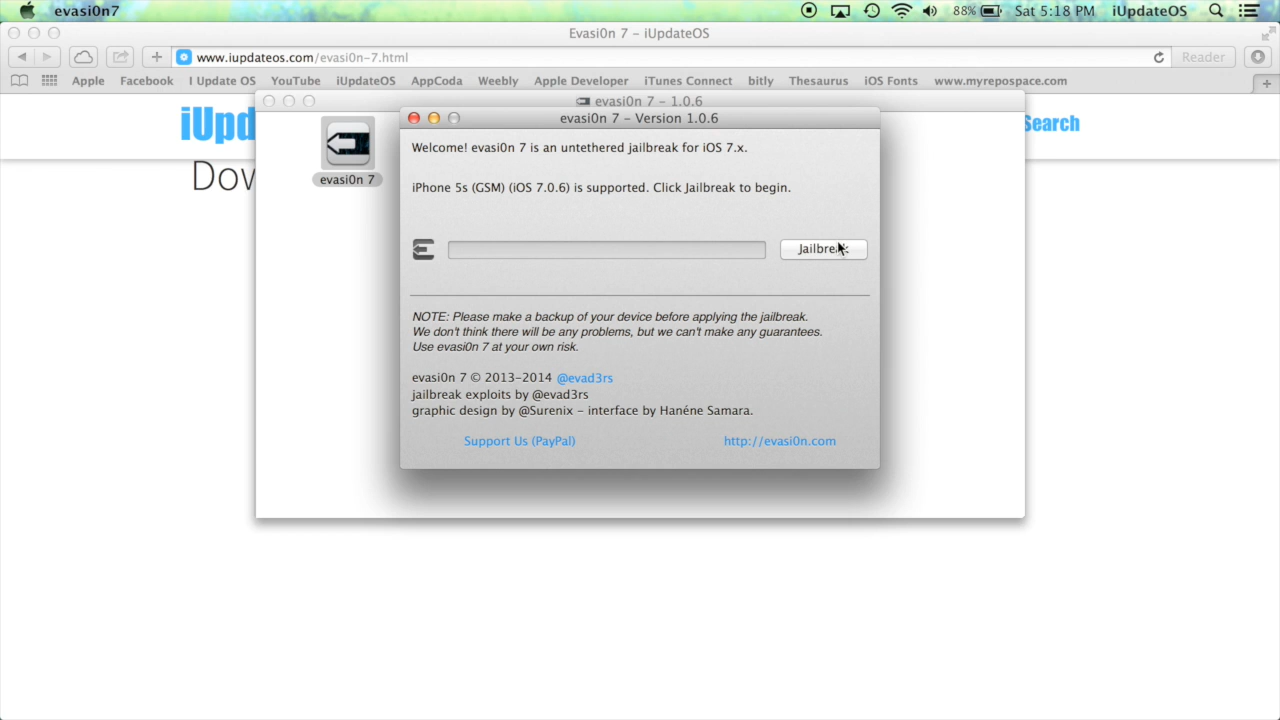 evasi0n7
88%
Sat 5:18 PM
iUpdateOS
Evasi0n 7 - iUpdateOS
www.iupdateos.com/evasi0n-7.html
Reader
Apple
Facebook
I Update OS
YouTube
iUpdateOS
AppCoda
Weebly
Apple Developer
iTunes Connect
bitly
Thesaurus
iOS Fonts
www.myrepospace.com
evasi0n 7 - 1.0.6
iUpd
Search
Dow
evasi0n 7
evasi0n 7 - Version 1.0.6
Welcome! evasi0n 7 is an untethered jailbreak for iOS 7.x.
iPhone 5s (GSM) (iOS 7.0.6) is supported. Click Jailbreak to begin.
Jailbreak
NOTE: Please make a backup of your device before applying the jailbreak.
We don't think there will be any problems, but we can't make any guarantees.
Use evasi0n 7 at your own risk.
evasi0n 7 © 2013-2014 @evad3rs
jailbreak exploits by @evad3rs
graphic design by @Surenix - interface by Hanéne Samara.
Support Us (PayPal)
http://evasi0n.com